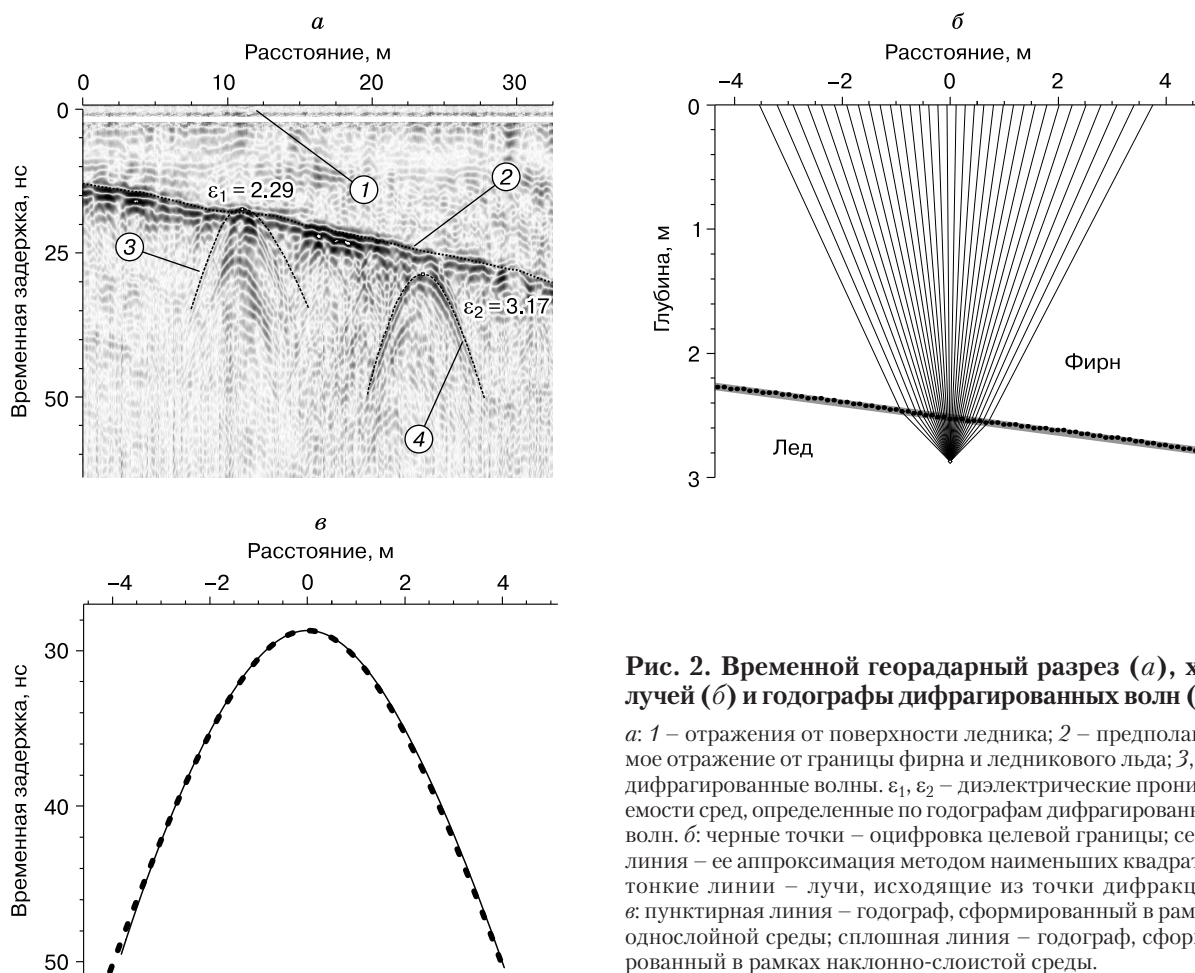 а
Расстояние, м
0 10 20 30
Временная задержка, нс
0
25
50
ε1 = 2.29
ε2 = 3.17
1
2
3
4
б
Расстояние, м
−4 −2 0 2 4
Глубина, м
0
1
2
3
Фирн
Лед
в
Расстояние, м
−4 −2 0 2 4
Временная задержка, нс
30
40
50
Рис. 2. Временной георадарный разрез (а), х
лучей (б) и годографы дифрагированных волн (
а: 1 – отражения от поверхности ледника; 2 – предпола
мое отражение от границы фирна и ледникового льда; 3,
дифрагированные волны. ε1, ε2 – диэлектрические прони
емости сред, определенные по годографам дифрагирован
волн. б: черные точки – оцифровка целевой границы; се
линия – ее аппроксимация методом наименьших квадрат
тонкие линии – лучи, исходящие из точки дифракц
в: пунктирная линия – годограф, сформированный в рам
однослойной среды; сплошная линия – годограф, сфор
рованный в рамках наклонно-слоистой среды.